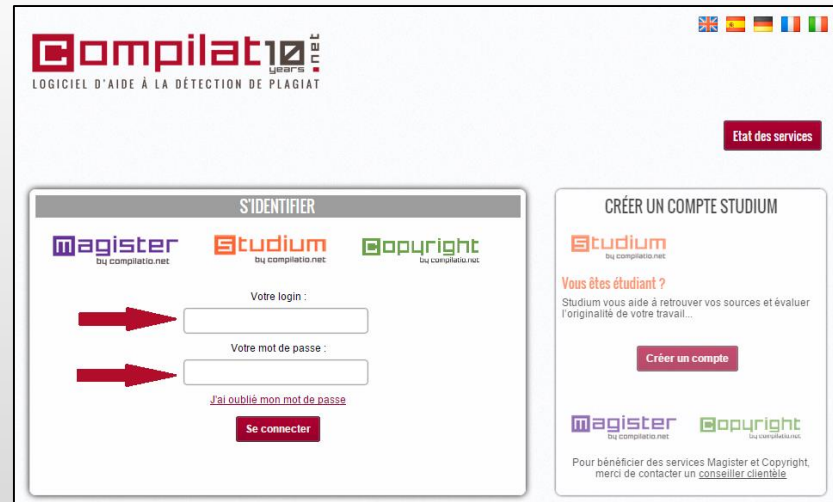 Compilatio.net
10 years
LOGICIEL D'AIDE À LA DÉTECTION DE PLAGIAT
Etat des services
S'IDENTIFIER
magister
by compilatio.net
Studium
by compilatio.net
Copyright
by compilatio.net
Votre login :
Votre mot de passe :
J'ai oublié mon mot de passe
Se connecter
CRÉER UN COMPTE STUDIUM
Studium
by compilatio.net
Vous êtes étudiant ?
Studium vous aide à retrouver vos sources et évaluer
l'originalité de votre travail...
Créer un compte
magister
by compilatio.net
Copyright
by compilatio.net
Pour bénéficier des services Magister et Copyright,
merci de contacter un conseiller clientèle